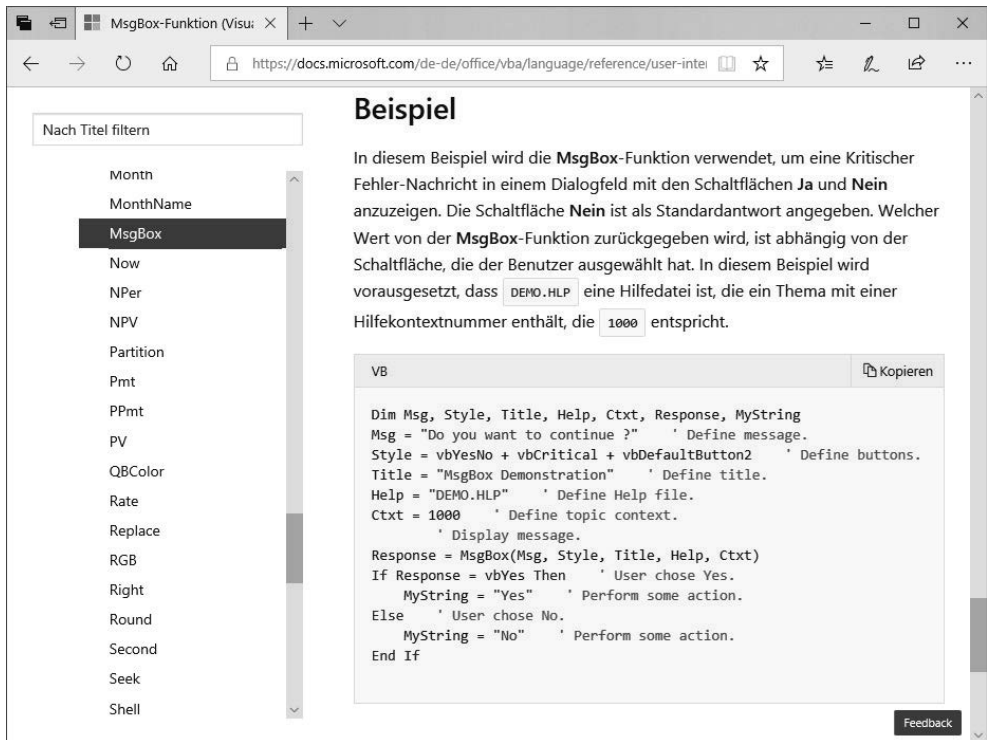 MsgBox-Funktion (Visua
https://docs.microsoft.com/de-de/office/vba/language/reference/user-inter
Nach Titel filtern
Month
MonthName
MsgBox
Now
NPer
NPV
Partition
Pmt
PPmt
PV
QBColor
Rate
Replace
RGB
Right
Round
Second
Seek
Shell
Beispiel
In diesem Beispiel wird die MsgBox-Funktion verwendet, um eine Kritischer
Fehler-Nachricht in einem Dialogfeld mit den Schaltflächen Ja und Nein
anzuzeigen. Die Schaltfläche Nein ist als Standardantwort angegeben. Welcher
Wert von der MsgBox-Funktion zurückgegeben wird, ist abhängig von der
Schaltfläche, die der Benutzer ausgewählt hat. In diesem Beispiel wird
vorausgesetzt, dass DEMO.HLP eine Hilfedatei ist, die ein Thema mit einer
Hilfekontextnummer enthält, die 1000 entspricht.
VB Kopieren
Dim Msg, Style, Title, Help, Ctxt, Response, MyString
Msg = "Do you want to continue ?"    ' Define message.
Style = vbYesNo + vbCritical + vbDefaultButton2    ' Define buttons.
Title = "MsgBox Demonstration"    ' Define title.
Help = "DEMO.HLP"    ' Define Help file.
Ctxt = 1000    ' Define topic context.
        ' Display message.
Response = MsgBox(Msg, Style, Title, Help, Ctxt)
If Response = vbYes Then    ' User chose Yes.
    MyString = "Yes"    ' Perform some action.
Else    ' User chose No.
    MyString = "No"    ' Perform some action.
End If
Feedback